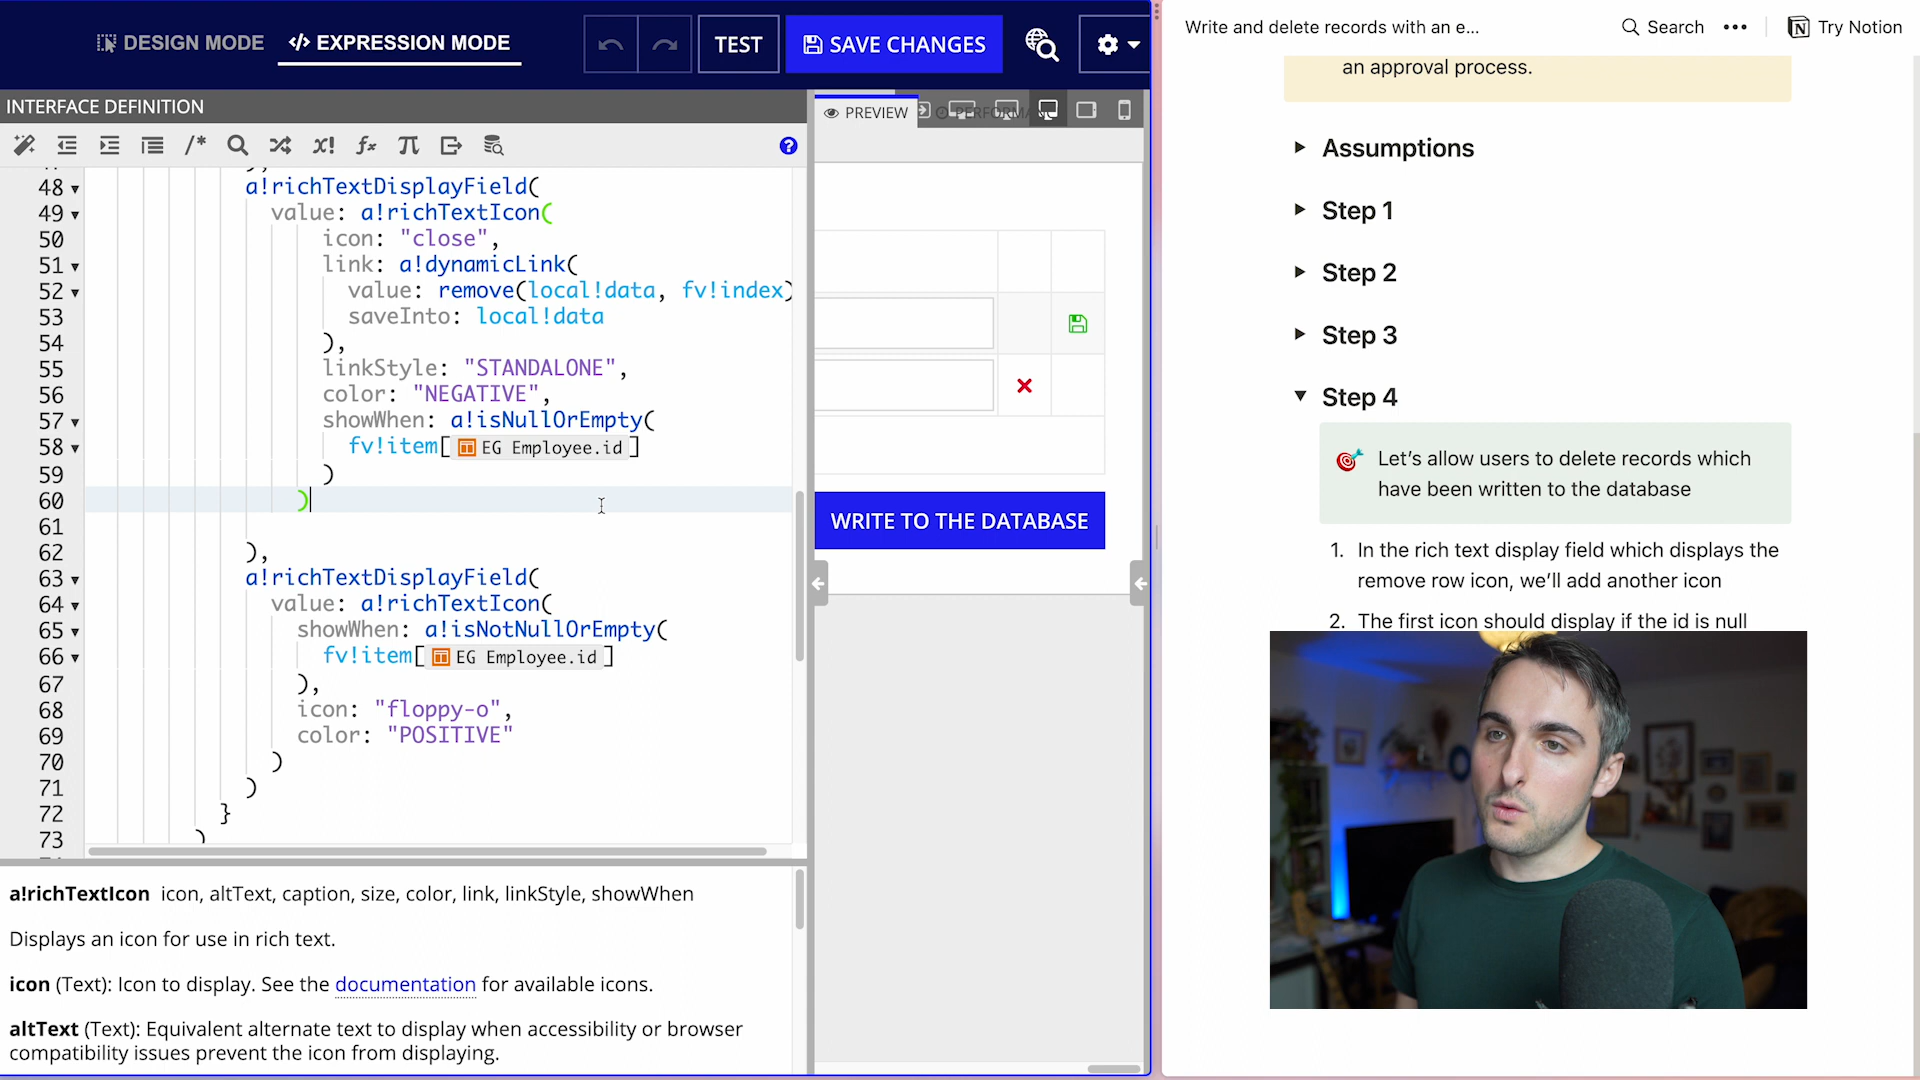 DESIGN MODE
</> EXPRESSION MODE
TEST
SAVE CHANGES
Write and delete records with an e...
Search
Try Notion
INTERFACE DEFINITION
PREVIEW
/*
x!
fx
π
?
48
a!richTextDisplayField(
49
value: a!richTextIcon(
50
icon: "close",
51
link: a!dynamicLink(
52
value: remove(local!data, fv!index)
53
saveInto: local!data
54
),
55
linkStyle: "STANDALONE",
56
color: "NEGATIVE",
57
showWhen: a!isNullOrEmpty(
58
fv!item[ EG Employee.id ]
59
)
60
)
61
62
),
63
a!richTextDisplayField(
64
value: a!richTextIcon(
65
showWhen: a!isNotNullOrEmpty(
66
fv!item[ EG Employee.id ]
67
),
68
icon: "floppy-o",
69
color: "POSITIVE"
70
)
71
)
72
}
73
)
WRITE TO THE DATABASE
a!richTextIcon icon, altText, caption, size, color, link, linkStyle, showWhen
Displays an icon for use in rich text.
icon (Text): Icon to display. See the documentation for available icons.
altText (Text): Equivalent alternate text to display when accessibility or browser
compatibility issues prevent the icon from displaying.
an approval process.
Assumptions
Step 1
Step 2
Step 3
Step 4
Let's allow users to delete records which
have been written to the database
1. In the rich text display field which displays the
remove row icon, we'll add another icon
2. The first icon should display if the id is null